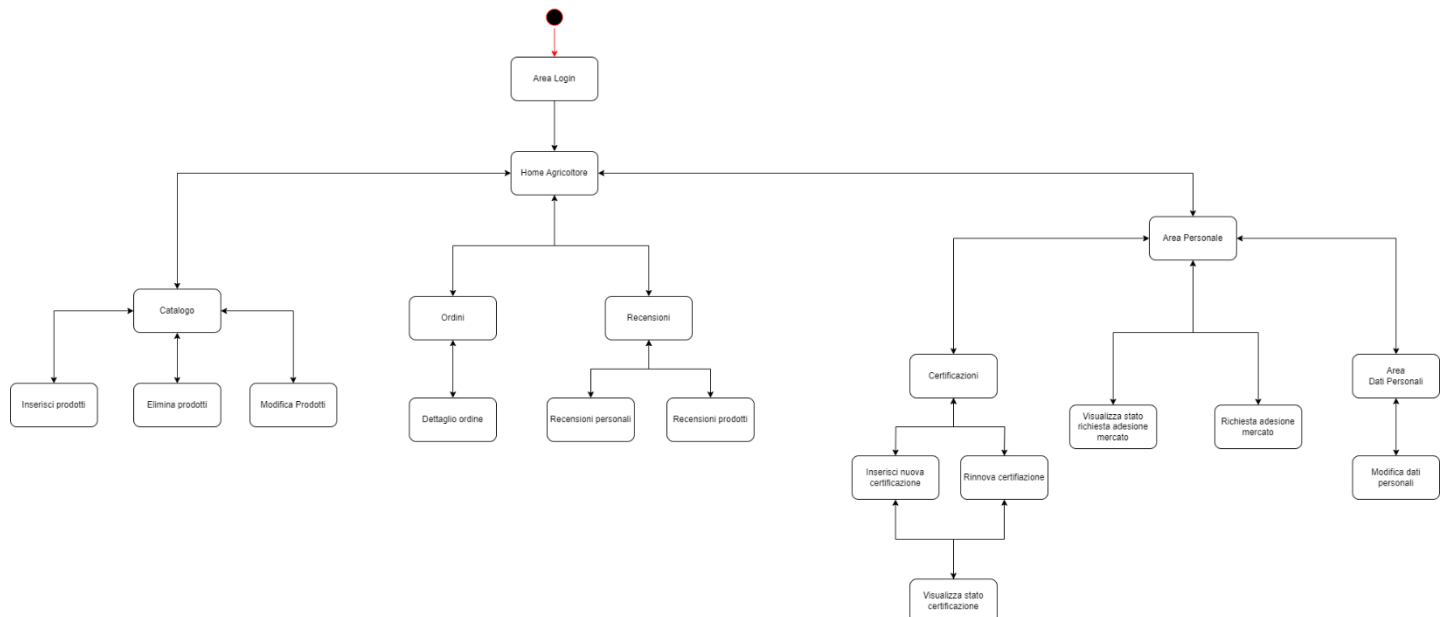 Area Login
Home Agricoltore
Area Personale
Catalogo
Ordini
Recensioni
Certificazioni
Area
Dati Personali
Inserisci prodotti
Elimina prodotti
Modifica Prodotti
Dettaglio ordine
Recensioni personali
Recensioni prodotti
Visualizza stato
richiesta adesione
mercato
Richiesta adesione
mercato
Inserisci nuova
certificazione
Rinnova certifiazione
Modifica dati
personali
Visualizza stato
certificazione